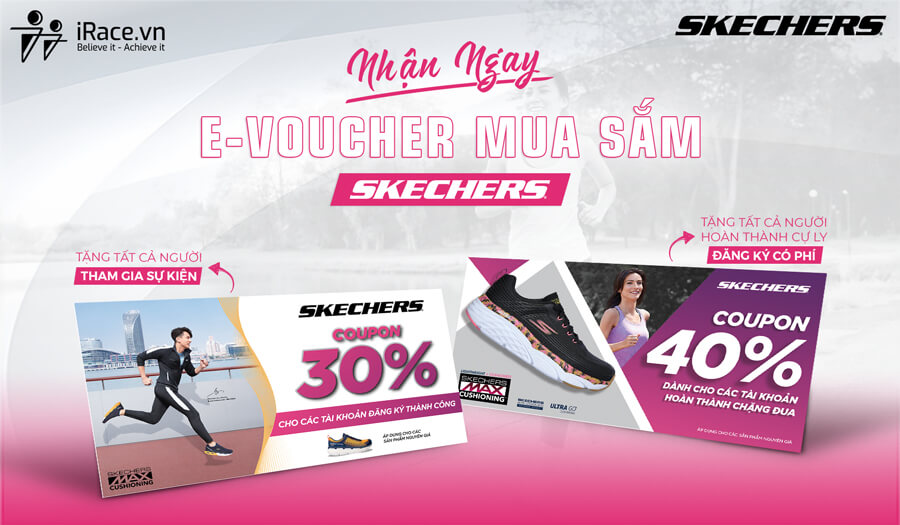 iRace.vn
Believe it - Achieve it
SKECHERS
Nhận Ngay
E-VOUCHER MUA SẮM
SKECHERS
TẶNG TẤT CẢ NGƯỜI
THAM GIA SỰ KIỆN
TẶNG TẤT CẢ NGƯỜI
HOÀN THÀNH CỰ LY
ĐĂNG KÝ CÓ PHÍ
SKECHERS
COUPON
30%
CHO CÁC TÀI KHOẢN ĐĂNG KÝ THÀNH CÔNG
ÁP DỤNG CHO CÁC
SẢN PHẨM NGUYÊN GIÁ
SKECHERS
MAX
CUSHIONING
SKECHERS
COUPON
40%
DÀNH CHO CÁC TÀI KHOẢN
HOÀN THÀNH CHẶNG ĐUA
ÁP DỤNG CHO CÁC SẢN PHẨM NGUYÊN GIÁ
SKECHERS
MAX
CUSHIONING
ULTRA GO